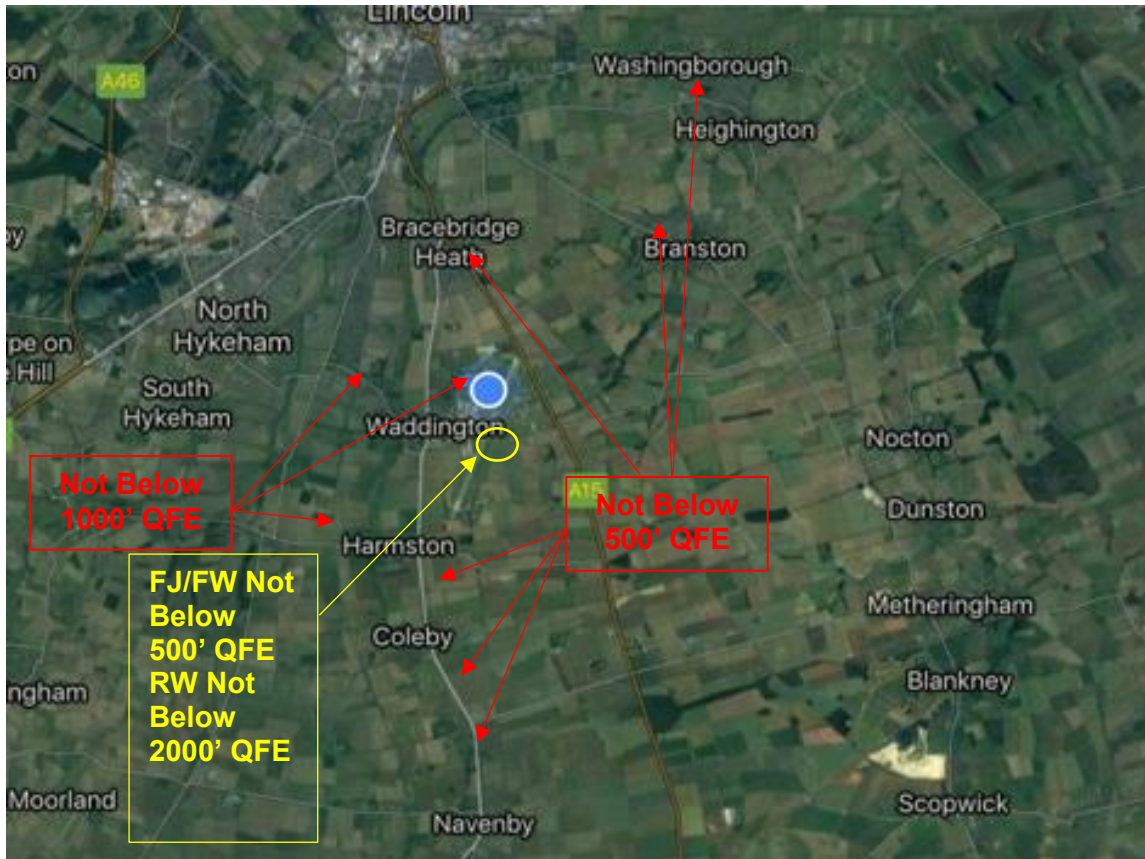 Lincoln
on
A46
Washingborough
Heighington
by
Bracebridge
Heath
Branston
North
Hykeham
pe on
Hill
South
Hykeham
Waddington
Nocton
Not Below
1000’ QFE
A15
Not Below
500’ QFE
Dunston
Harmston
FJ/FW Not
Below
500’ QFE
RW Not
Below
2000’ QFE
Coleby
Metheringham
ngham
Blankney
Moorland
Navenby
Scopwick